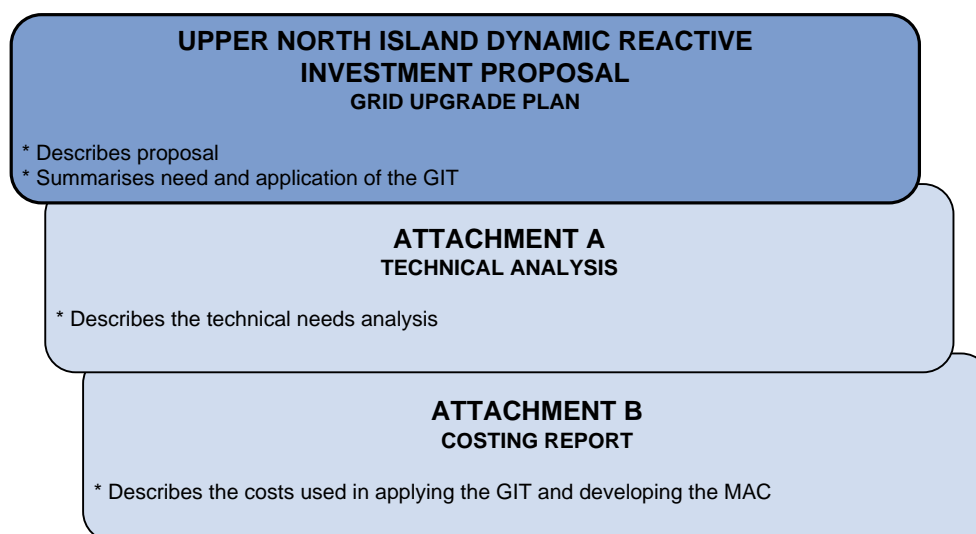 UPPER NORTH ISLAND DYNAMIC REACTIVE
INVESTMENT PROPOSAL
GRID UPGRADE PLAN
* Describes proposal
* Summarises need and application of the GIT
ATTACHMENT A
TECHNICAL ANALYSIS
* Describes the technical needs analysis
ATTACHMENT B
COSTING REPORT
* Describes the costs used in applying the GIT and developing the MAC